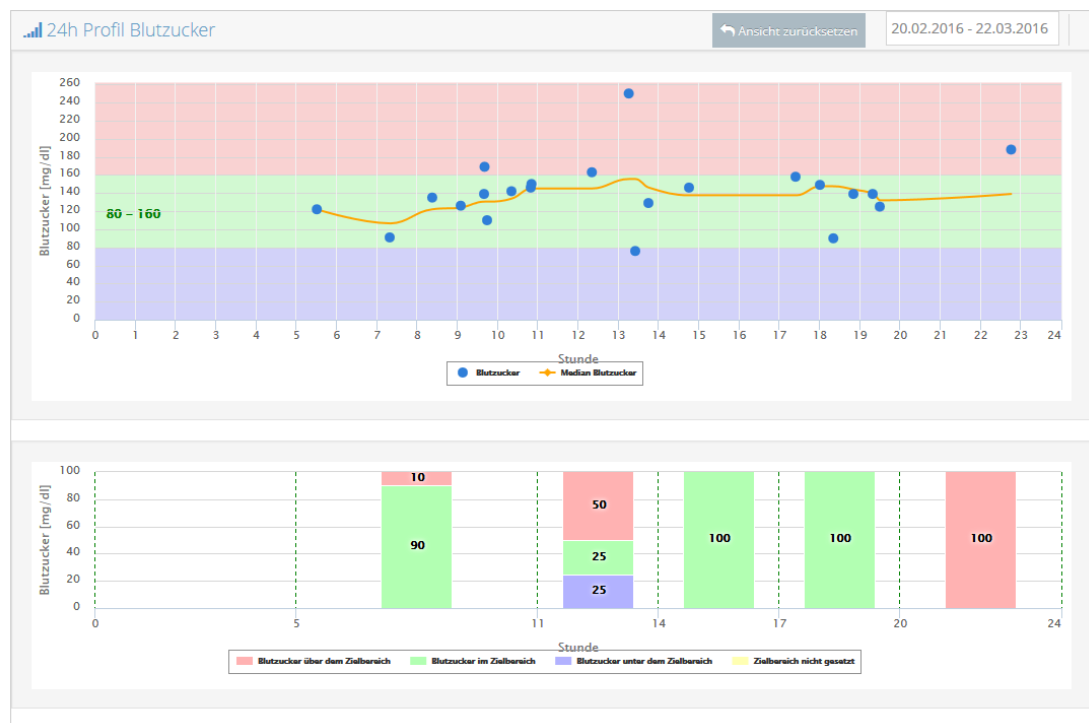 24h Profil Blutzucker
Ansicht zurücksetzen
20.02.2016 - 22.03.2016
260
240
220
200
180
160
140
120
100
80
60
40
20
0
Blutzucker [mg/dl]
80 – 160
0 1 2 3 4 5 6 7 8 9 10 11 12 13 14 15 16 17 18 19 20 21 22 23 24
Stunde
Blutzucker Median Blutzucker
100
80
60
40
20
0
Blutzucker [mg/dl]
10
90
50
25
25
100
100
100
0 5 11 14 17 20 24
Stunde
Blutzucker über dem Zielbereich Blutzucker im Zielbereich Blutzucker unter dem Zielbereich Zielbereich nicht gesetzt